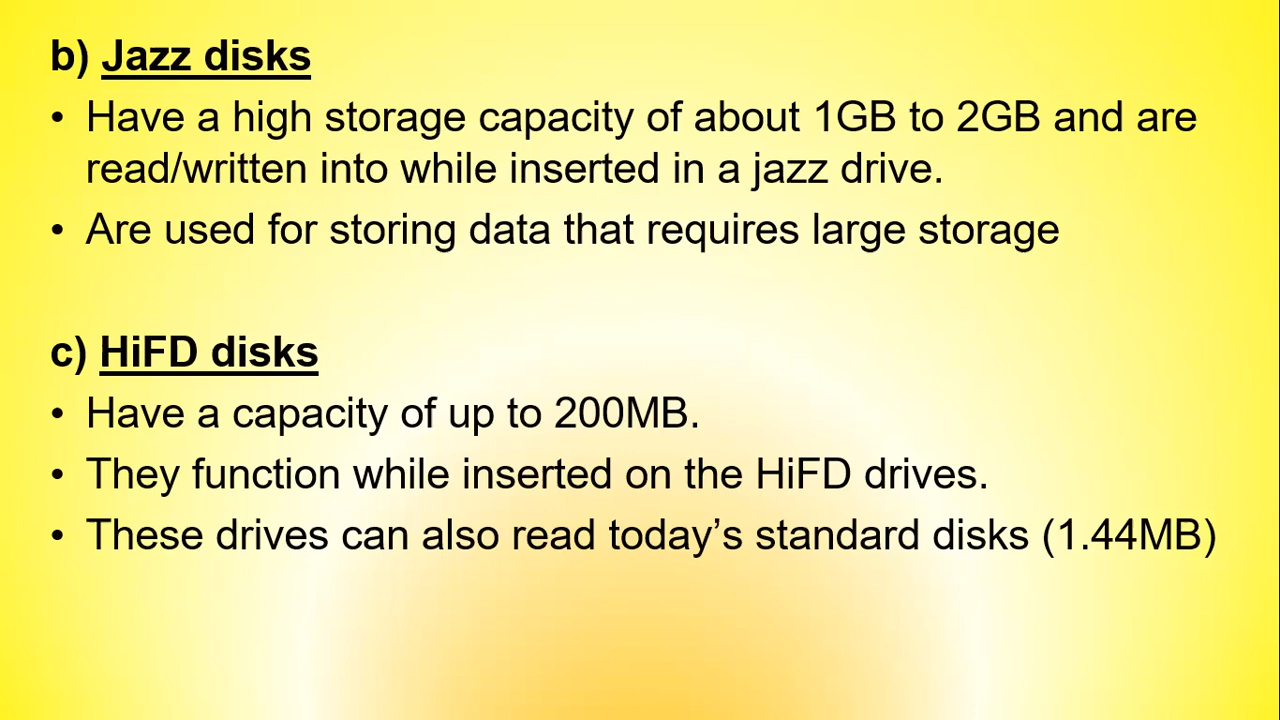 b) Jazz disks
• Have a high storage capacity of about 1GB to 2GB and are
read/written into while inserted in a jazz drive.
• Are used for storing data that requires large storage
c) HiFD disks
• Have a capacity of up to 200MB.
• They function while inserted on the HiFD drives.
• These drives can also read today’s standard disks (1.44MB)